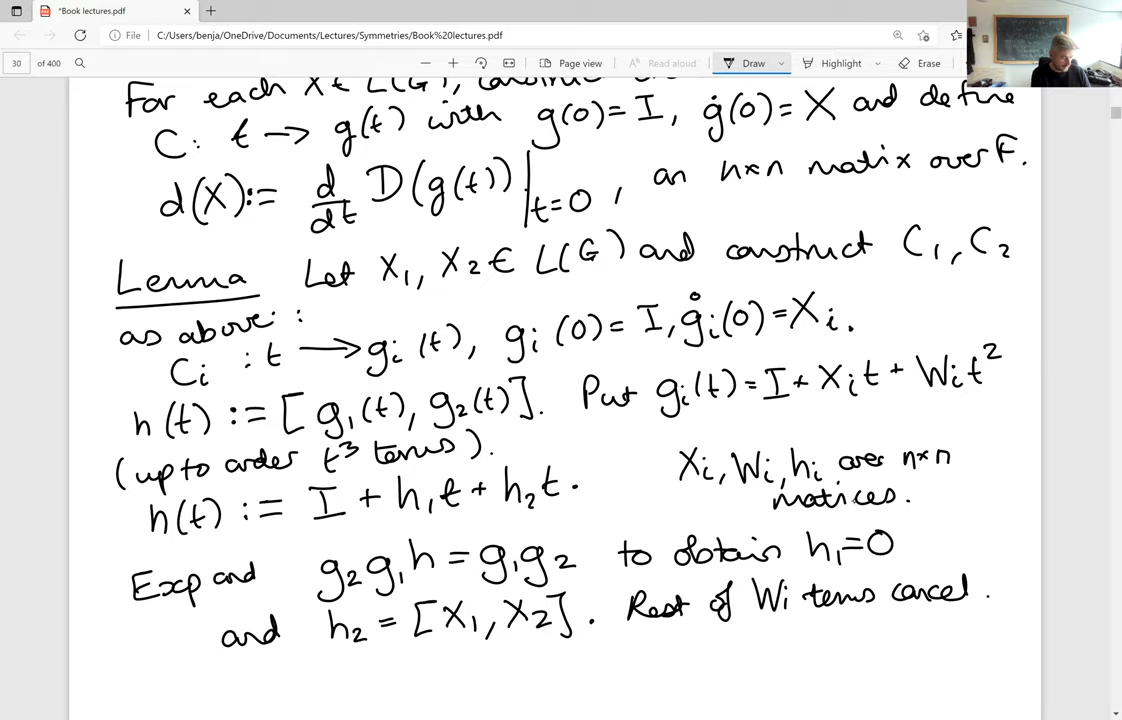 *Book lectures.pdf
File C:/Users/benja/OneDrive/Documents/Lectures/Symmetries/Book%20lectures.pdf
30 of 400 Page view Read aloud Draw Highlight Erase
For each X ∈ L(G), construct
C: t → g(t) with g(0) = I, ġ(0) = X and define
d(X) := d/dt D(g(t))|t=0, an n×n matix over F.
Lemma Let X₁, X₂ ∈ L(G) and construct C₁, C₂
as above:
Cᵢ : t → gᵢ(t), gᵢ(0) = I, ġᵢ(0) = Xᵢ.
h(t) := [g₁(t), g₂(t)]. Put gᵢ(t) = I + Xᵢt + Wᵢt²
(up to order t³ terms).
Xᵢ, Wᵢ, hᵢ are n×n
matrices.
h(t) := I + h₁t + h₂t.
Expand g₂g₁h = g₁g₂ to obtain h₁ = 0
and h₂ = [X₁, X₂]. Rest of Wi terms cancel.